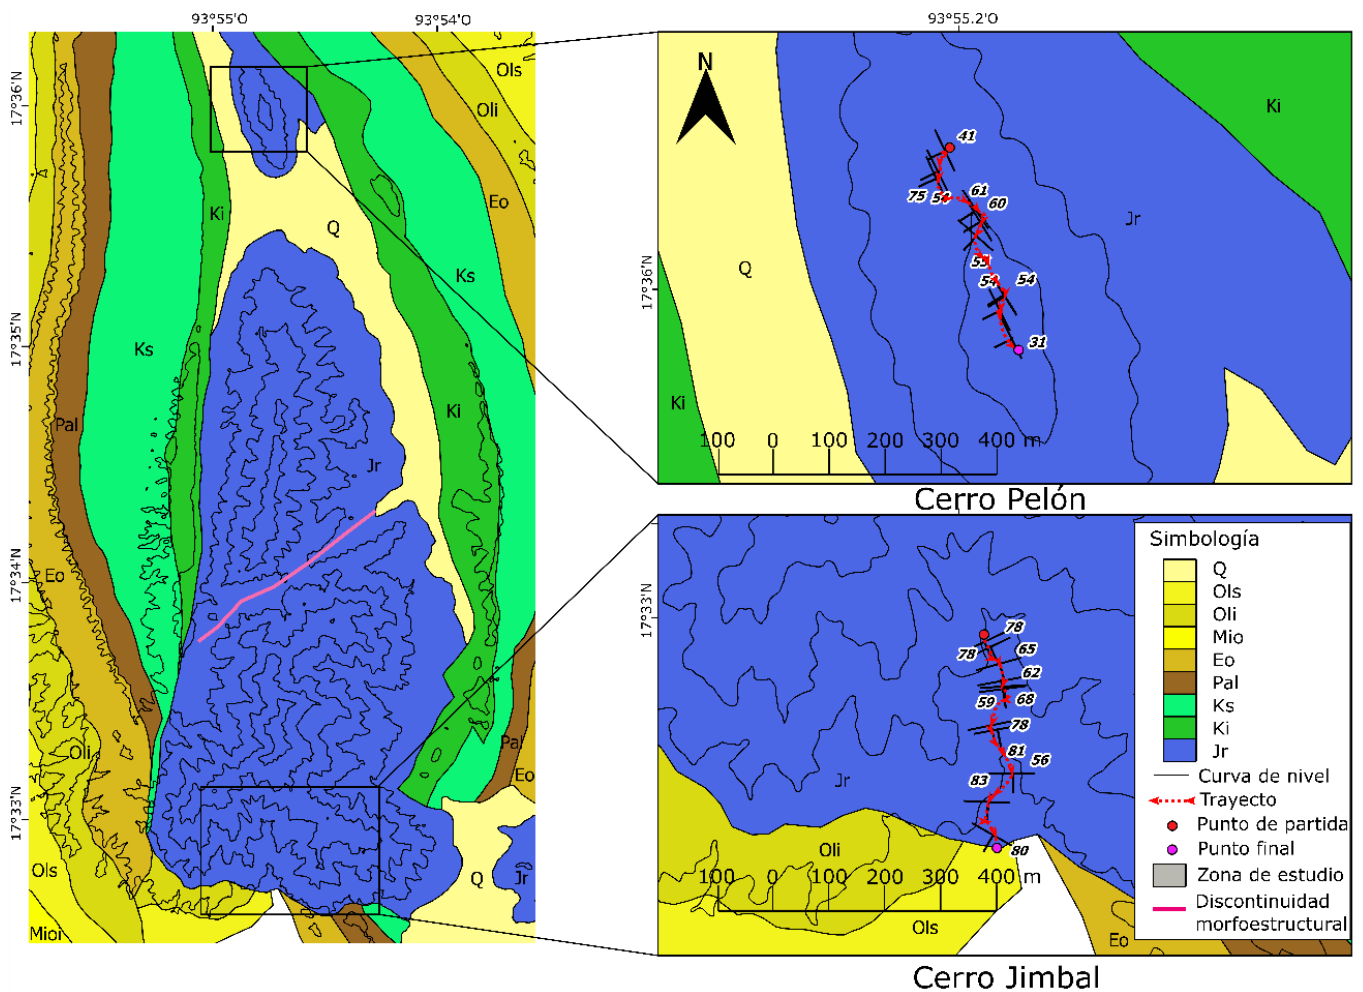 93°55'O
93°54'O
17°36'N
17°35'N
17°34'N
17°33'N
Ols
Oli
Eo
Ki
Q
Ks
Ks
Pal
Ki
Jr
Eo
Oli
Pal
Eo
Ols
Q
Jr
Mioi
93°55.2'O
17°36'N
N
Ki
Jr
Q
Ki
41
75
54
61
60
55
54
54
31
100 0 100 200 300 400 m
Cerro Pelón
17°33'N
78
78
65
62
59
68
78
81
56
83
80
Jr
Oli
Ols
Eo
100 0 100 200 300 400 m
Simbología
Q
Ols
Oli
Mio
Eo
Pal
Ks
Ki
Jr
Curva de nivel
Trayecto
Punto de partida
Punto final
Zona de estudio
Discontinuidad
morfoestructural
Cerro Jimbal